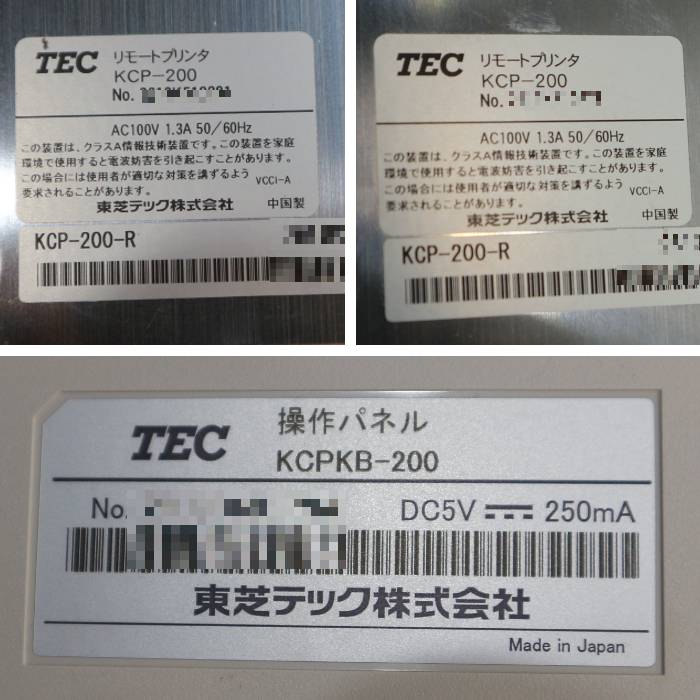 TEC リモートプリンタ
KCP-200
No.
AC100V 1.3A 50/60Hz
この装置は、クラスA情報技術装置です。この装置を家庭
環境で使用すると電波妨害を引き起こすことがあります。
この場合には使用者が適切な対策を講ずるよう
要求されることがあります。 VCCI-A
東芝テック株式会社 中国製
KCP-200-R
TEC リモートプリンタ
KCP-200
No.
AC100V 1.3A 50/60Hz
この装置は、クラスA情報技術装置です。この装置を家庭
環境で使用すると電波妨害を引き起こすことがあります。
この場合には使用者が適切な対策を講ずるよう
要求されることがあります。 VCCI-A
東芝テック株式会社 中国製
KCP-200-R
TEC 操作パネル
KCPKB-200
No. DC5V 250mA
東芝テック株式会社
Made in Japan